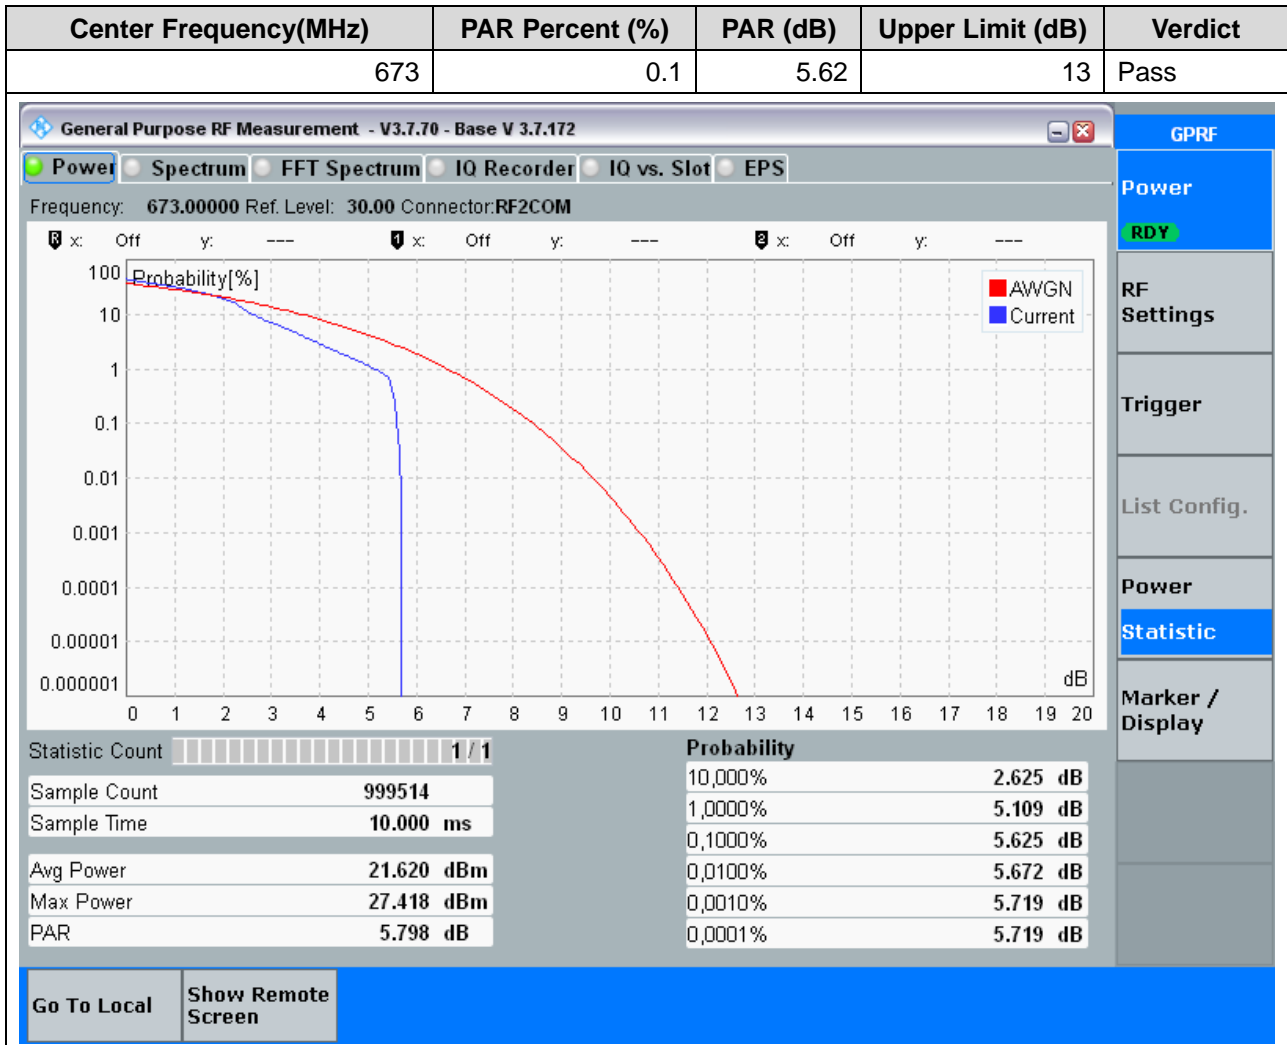 Center Frequency(MHz) PAR Percent (%) PAR (dB) Upper Limit (dB) Verdict
673 0.1 5.62 13 Pass
General Purpose RF Measurement - V3.7.70 - Base V 3.7.172
GPRF
Power Spectrum FFT Spectrum IQ Recorder IQ vs. Slot EPS
Power
RDY
Frequency: 673.00000 Ref. Level: 30.00 Connector:RF2COM
R x: Off y: --- 1 x: Off y: --- 2 x: Off y: ---
Probability[%]
100
10
1
0.1
0.01
0.001
0.0001
0.00001
0.000001
AWGN
Current
dB
0 1 2 3 4 5 6 7 8 9 10 11 12 13 14 15 16 17 18 19 20
RF
Settings
Trigger
List Config.
Power
Statistic
Marker /
Display
Statistic Count 1 / 1
Sample Count 999514
Sample Time 10.000 ms
Avg Power 21.620 dBm
Max Power 27.418 dBm
PAR 5.798 dB
Probability
10,000% 2.625 dB
1,0000% 5.109 dB
0,1000% 5.625 dB
0,0100% 5.672 dB
0,0010% 5.719 dB
0,0001% 5.719 dB
Go To Local
Show Remote
Screen